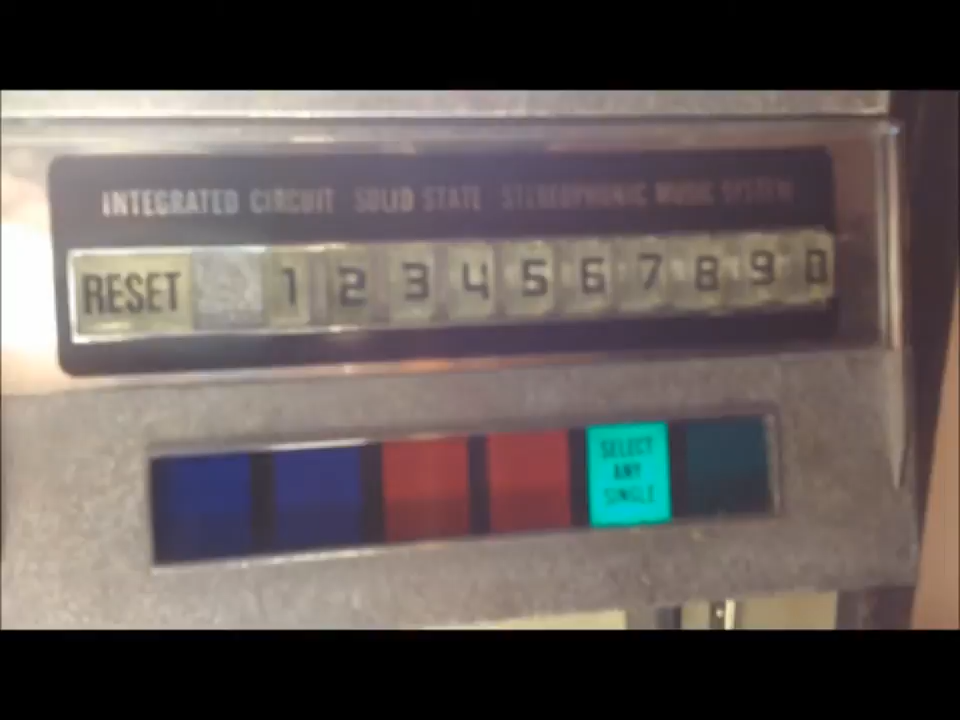 INTEGRATED CIRCUIT SOLID STATE STEREOPHONIC MUSIC SYSTEM
RESET 1 2 3 4 5 6 7 8 9 0
SELECT
ANY
SINGLE